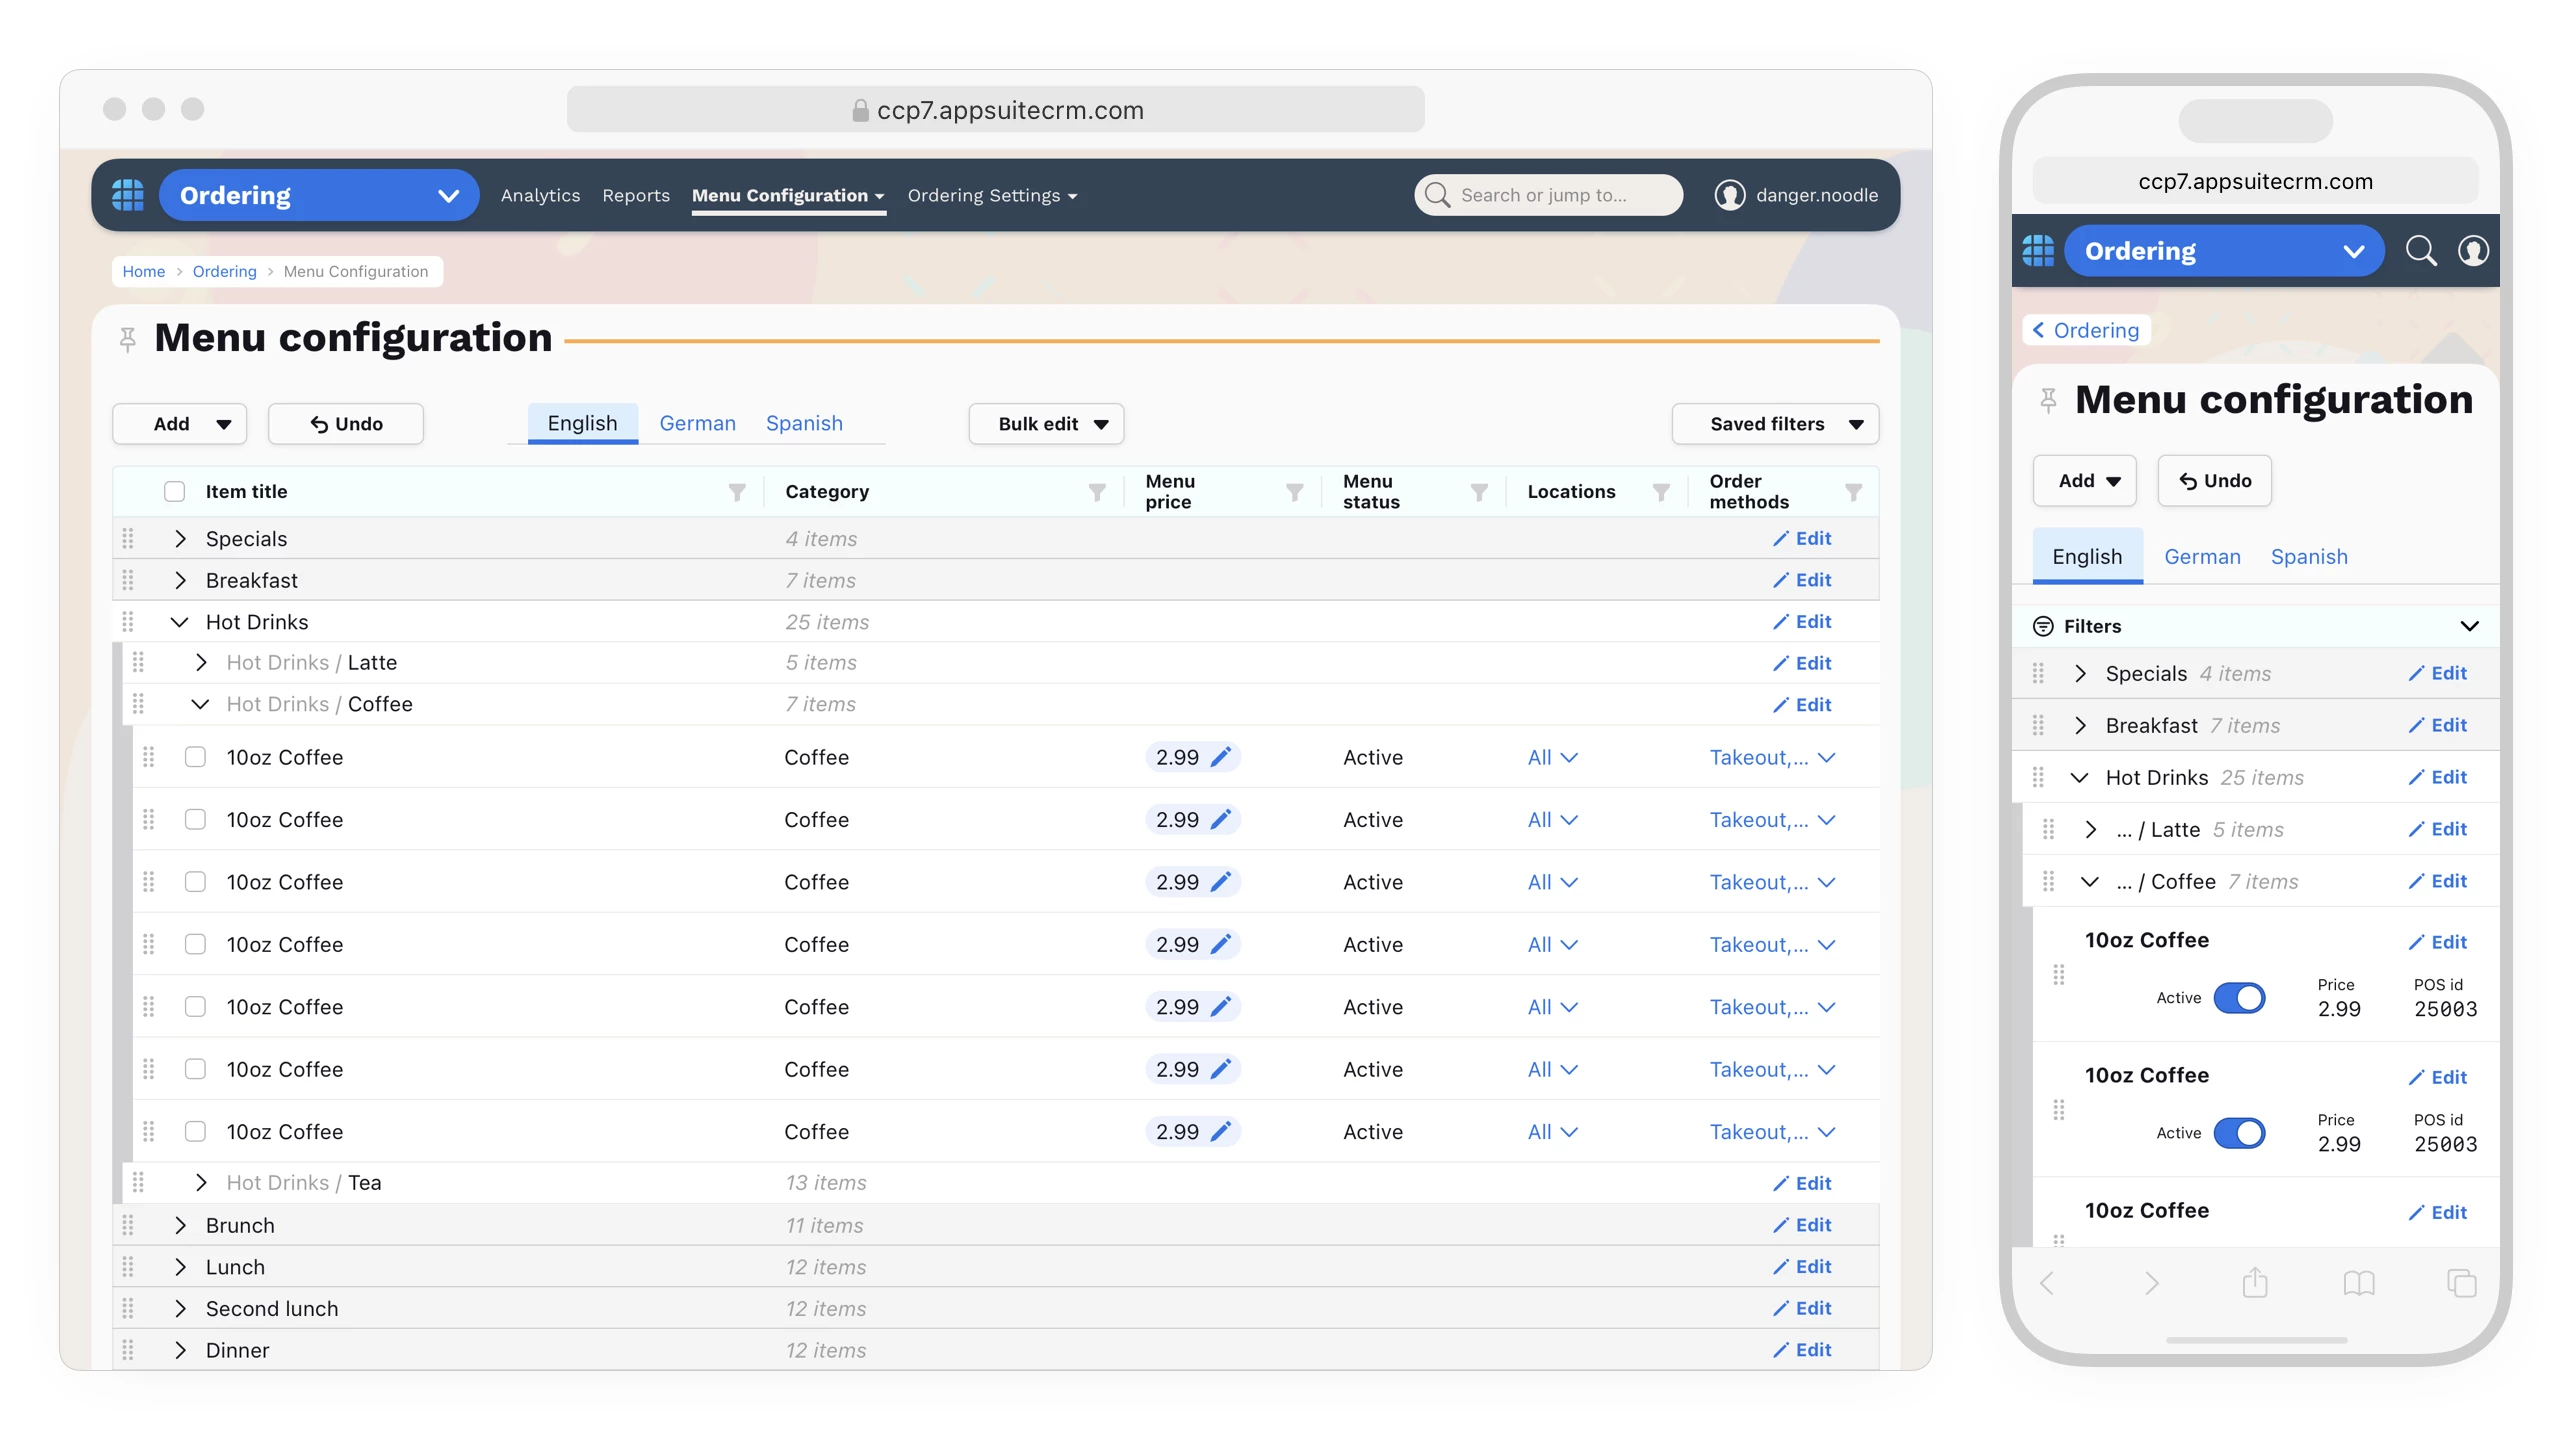 ccp7.appsuitecrm.com
Ordering Analytics Reports Menu Configuration Ordering Settings Search or jump to... danger.noodle
Home > Ordering > Menu Configuration
Menu configuration
Add Undo English German Spanish Bulk edit Saved filters
Item title Category Menu price Menu status Locations Order methods
Specials 4 items Edit
Breakfast 7 items Edit
Hot Drinks 25 items Edit
Hot Drinks / Latte 5 items Edit
Hot Drinks / Coffee 7 items Edit
10oz Coffee Coffee 2.99 Active All Takeout,...
10oz Coffee Coffee 2.99 Active All Takeout,...
10oz Coffee Coffee 2.99 Active All Takeout,...
10oz Coffee Coffee 2.99 Active All Takeout,...
10oz Coffee Coffee 2.99 Active All Takeout,...
10oz Coffee Coffee 2.99 Active All Takeout,...
10oz Coffee Coffee 2.99 Active All Takeout,...
Hot Drinks / Tea 13 items Edit
Brunch 11 items Edit
Lunch 12 items Edit
Second lunch 12 items Edit
Dinner 12 items Edit
ccp7.appsuitecrm.com
Ordering
Ordering
Menu configuration
Add Undo
English German Spanish
Filters
Specials 4 items Edit
Breakfast 7 items Edit
Hot Drinks 25 items Edit
... / Latte 5 items Edit
... / Coffee 7 items Edit
10oz Coffee Edit
Active Price 2.99 POS id 25003
10oz Coffee Edit
Active Price 2.99 POS id 25003
10oz Coffee Edit